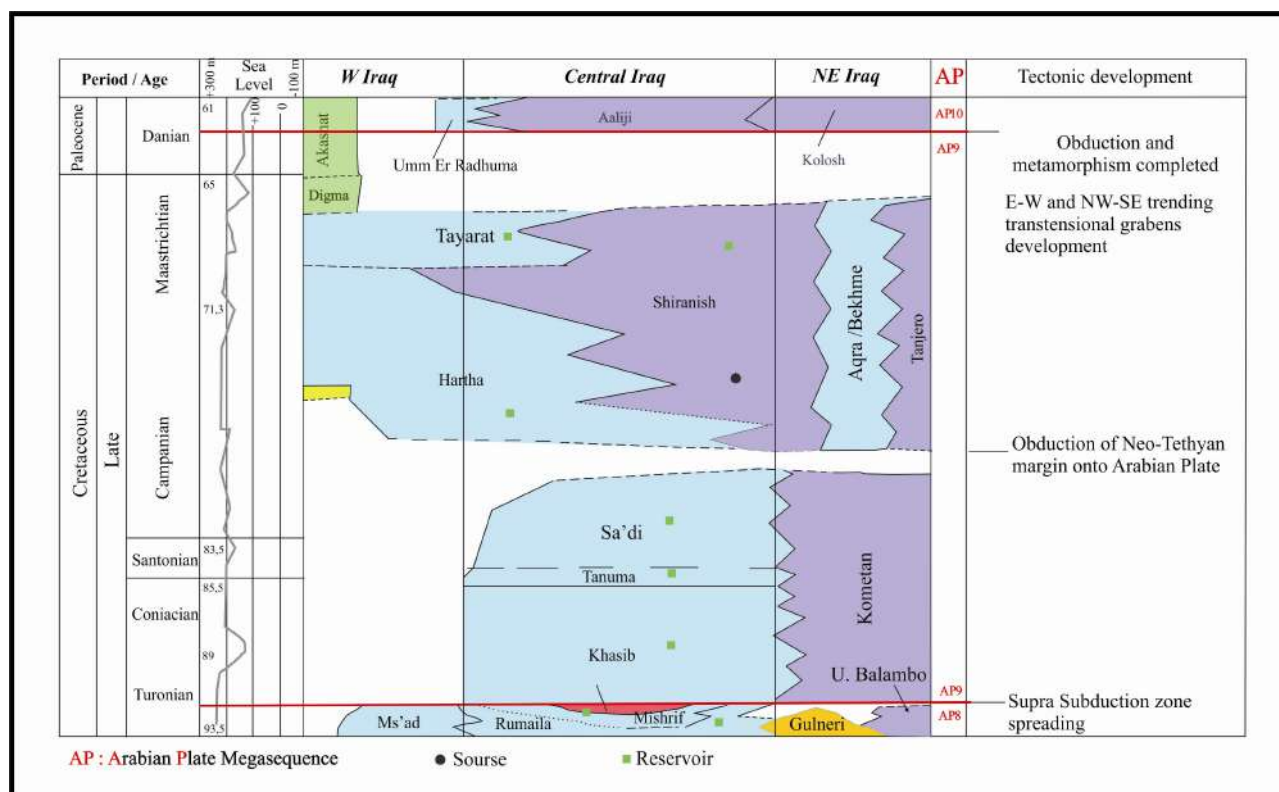 Period / Age
Sea
Level
+300 m
+100
0
-100 m
W Iraq
Central Iraq
NE Iraq
AP
Tectonic development
Paleocene
Danian
61
Akashat
Umm Er Radhuma
Aaliji
Kolosh
AP10
AP9
Obduction and
metamorphism completed
Cretaceous
Late
Maastrichtian
65
Digma
Tayarat
E-W and NW-SE trending
transtensional grabens
development
71,3
Shiranish
Aqra /Bekhme
Tanjero
Hartha
Campanian
Obduction of Neo-Tethyan
margin onto Arabian Plate
Sa'di
Santonian
83,5
Tanuma
85,5
Coniacian
Kometan
89
Khasib
Turonian
U. Balambo
AP9
Supra Subduction zone
spreading
93,5
Ms'ad
Rumaila
Mishrif
Gulneri
AP8
AP : Arabian Plate Megasequence
Sourse
Reservoir